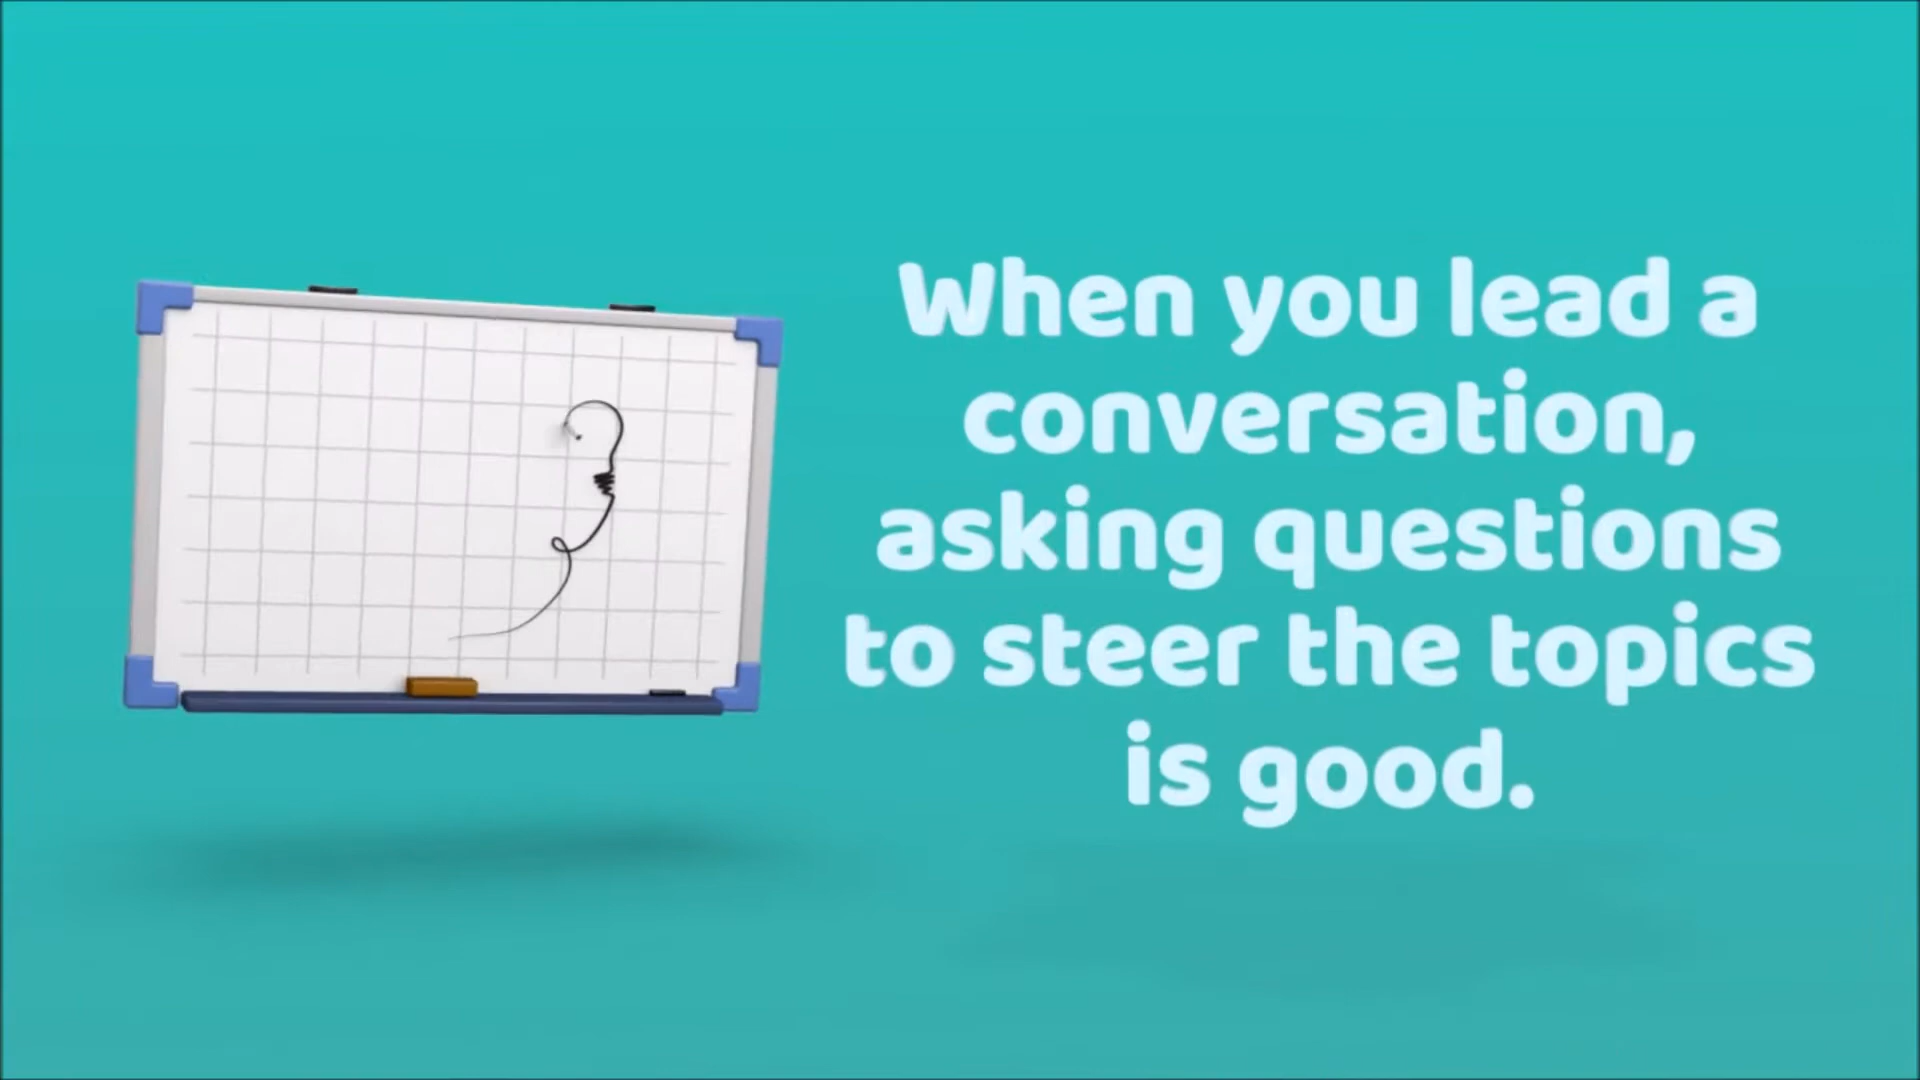 When you lead a
conversation,
asking questions
to steer the topics
is good.